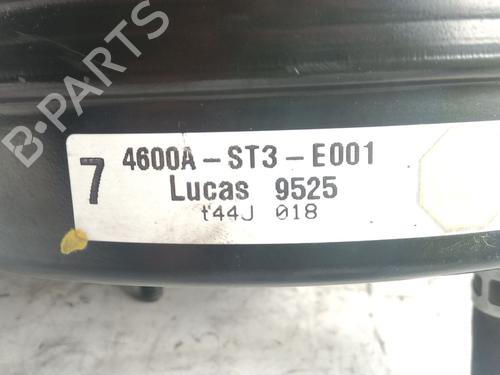 B-PARTS
7
4600A-ST3-E001
Lucas 9525
t44J 018